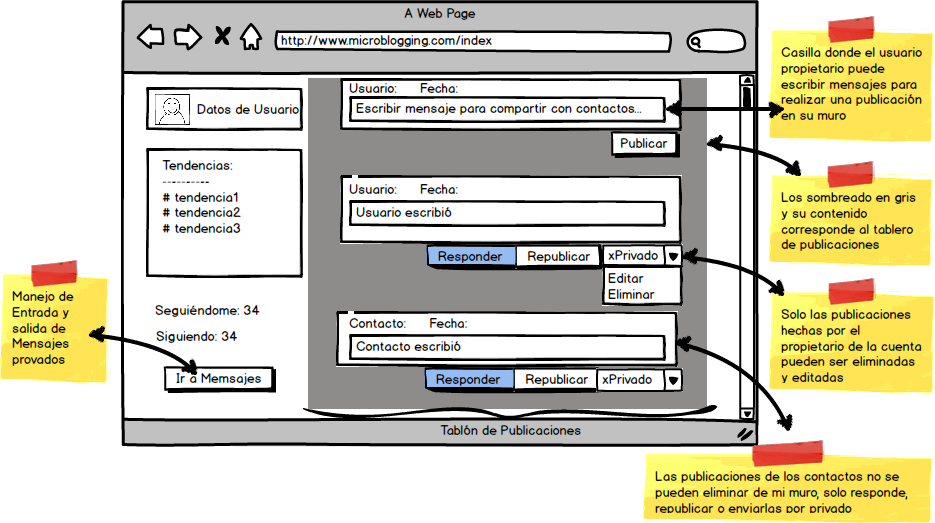 A Web Page
http://www.microblogging.com/index
Datos de Usuario
Tendencias:
----------
# tendencia1
# tendencia2
# tendencia3
Seguiéndome: 34
Siguiendo: 34
Ir a Memsajes
Usuario: Fecha:
Escribir mensaje para compartir con contactos...
Publicar
Usuario: Fecha:
Usuario escribió
Responder Republicar xPrivado
Editar
Eliminar
Contacto: Fecha:
Contacto escribió
Responder Republicar xPrivado
Tablón de Publicaciones
Manejo de
Entrada y
salida de
Mensajes
provados
Casilla donde el usuario
propietario puede
escribir mensajes para
realizar una publicación
en su muro
Los sombreado en gris
y su contenido
corresponde al tablero
de publicaciones
Solo las publicaciones
hechas por el
propietario de la cuenta
pueden ser eliminadas
y editadas
Las publicaciones de los contactos no se
pueden eliminar de mi muro, solo responde,
republicar o enviarlas por privado